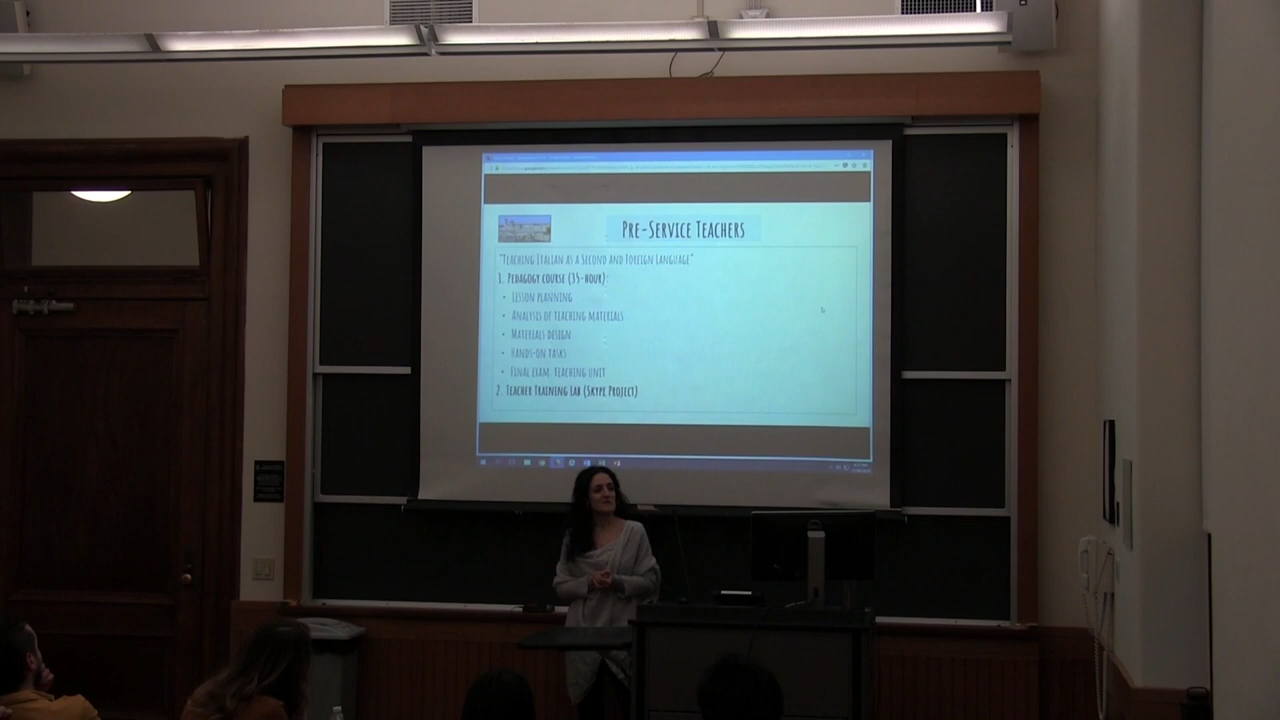 Pre-Service Teachers
"Teaching Italian as a Second and Foreign Language"
1. Pedagogy course (35-hour):
• Lesson planning
• Analysis of teaching materials
• Materials design
• Hands-on tasks
• Final exam: teaching unit
2. Teacher Training Lab (Skype Project)